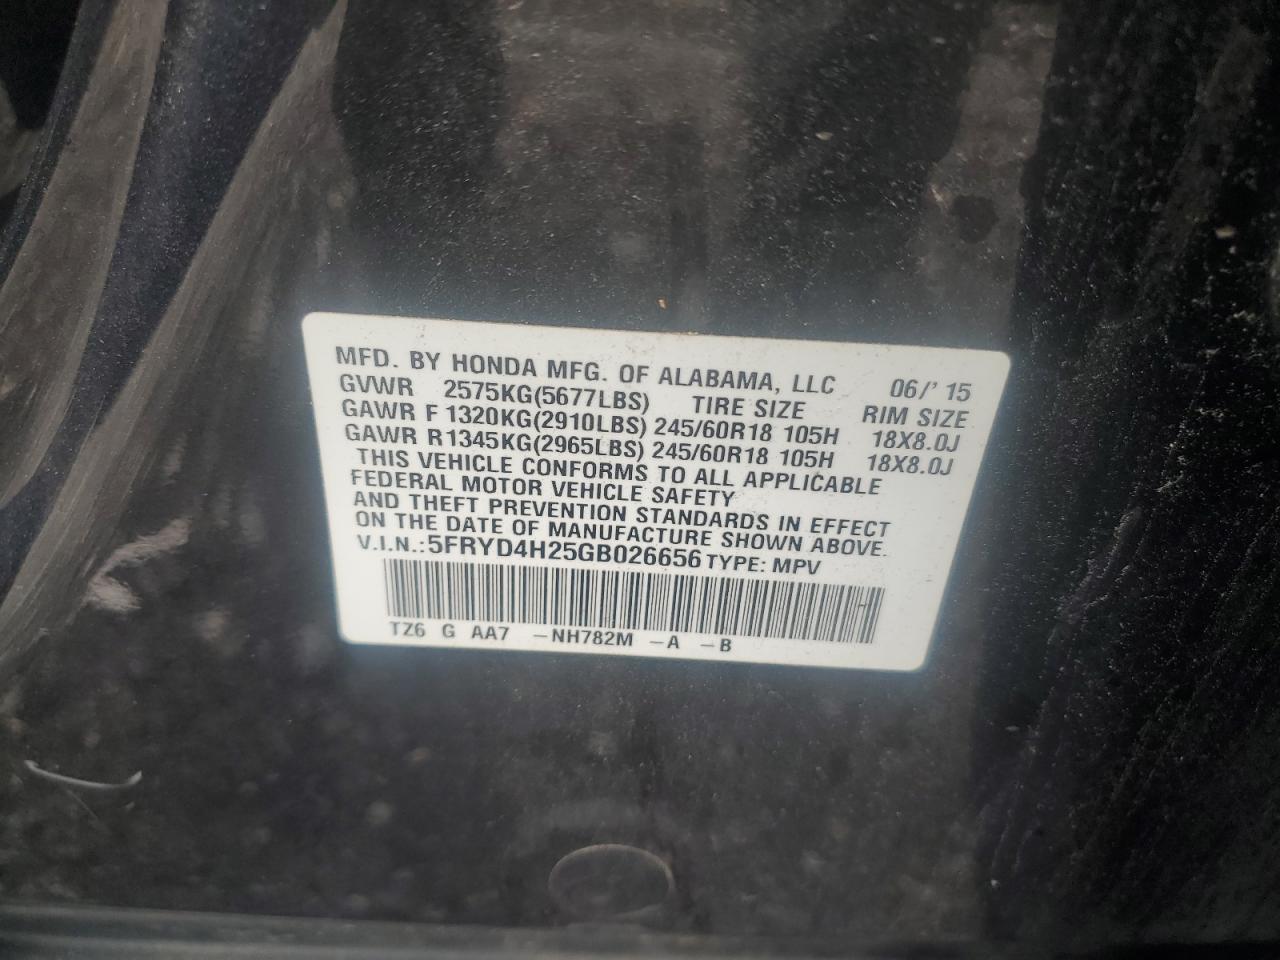 MFD. BY HONDA MFG. OF ALABAMA, LLC 06/'15
GVWR 2575KG(5677LBS) TIRE SIZE RIM SIZE
GAWR F 1320KG(2910LBS) 245/60R18 105H 18X8.0J
GAWR R1345KG(2965LBS) 245/60R18 105H 18X8.0J
THIS VEHICLE CONFORMS TO ALL APPLICABLE
FEDERAL MOTOR VEHICLE SAFETY
AND THEFT PREVENTION STANDARDS IN EFFECT
ON THE DATE OF MANUFACTURE SHOWN ABOVE.
V.I.N.:5FRYD4H25GB026656 TYPE: MPV
TZ6 G AA7 -NH782M -A -B